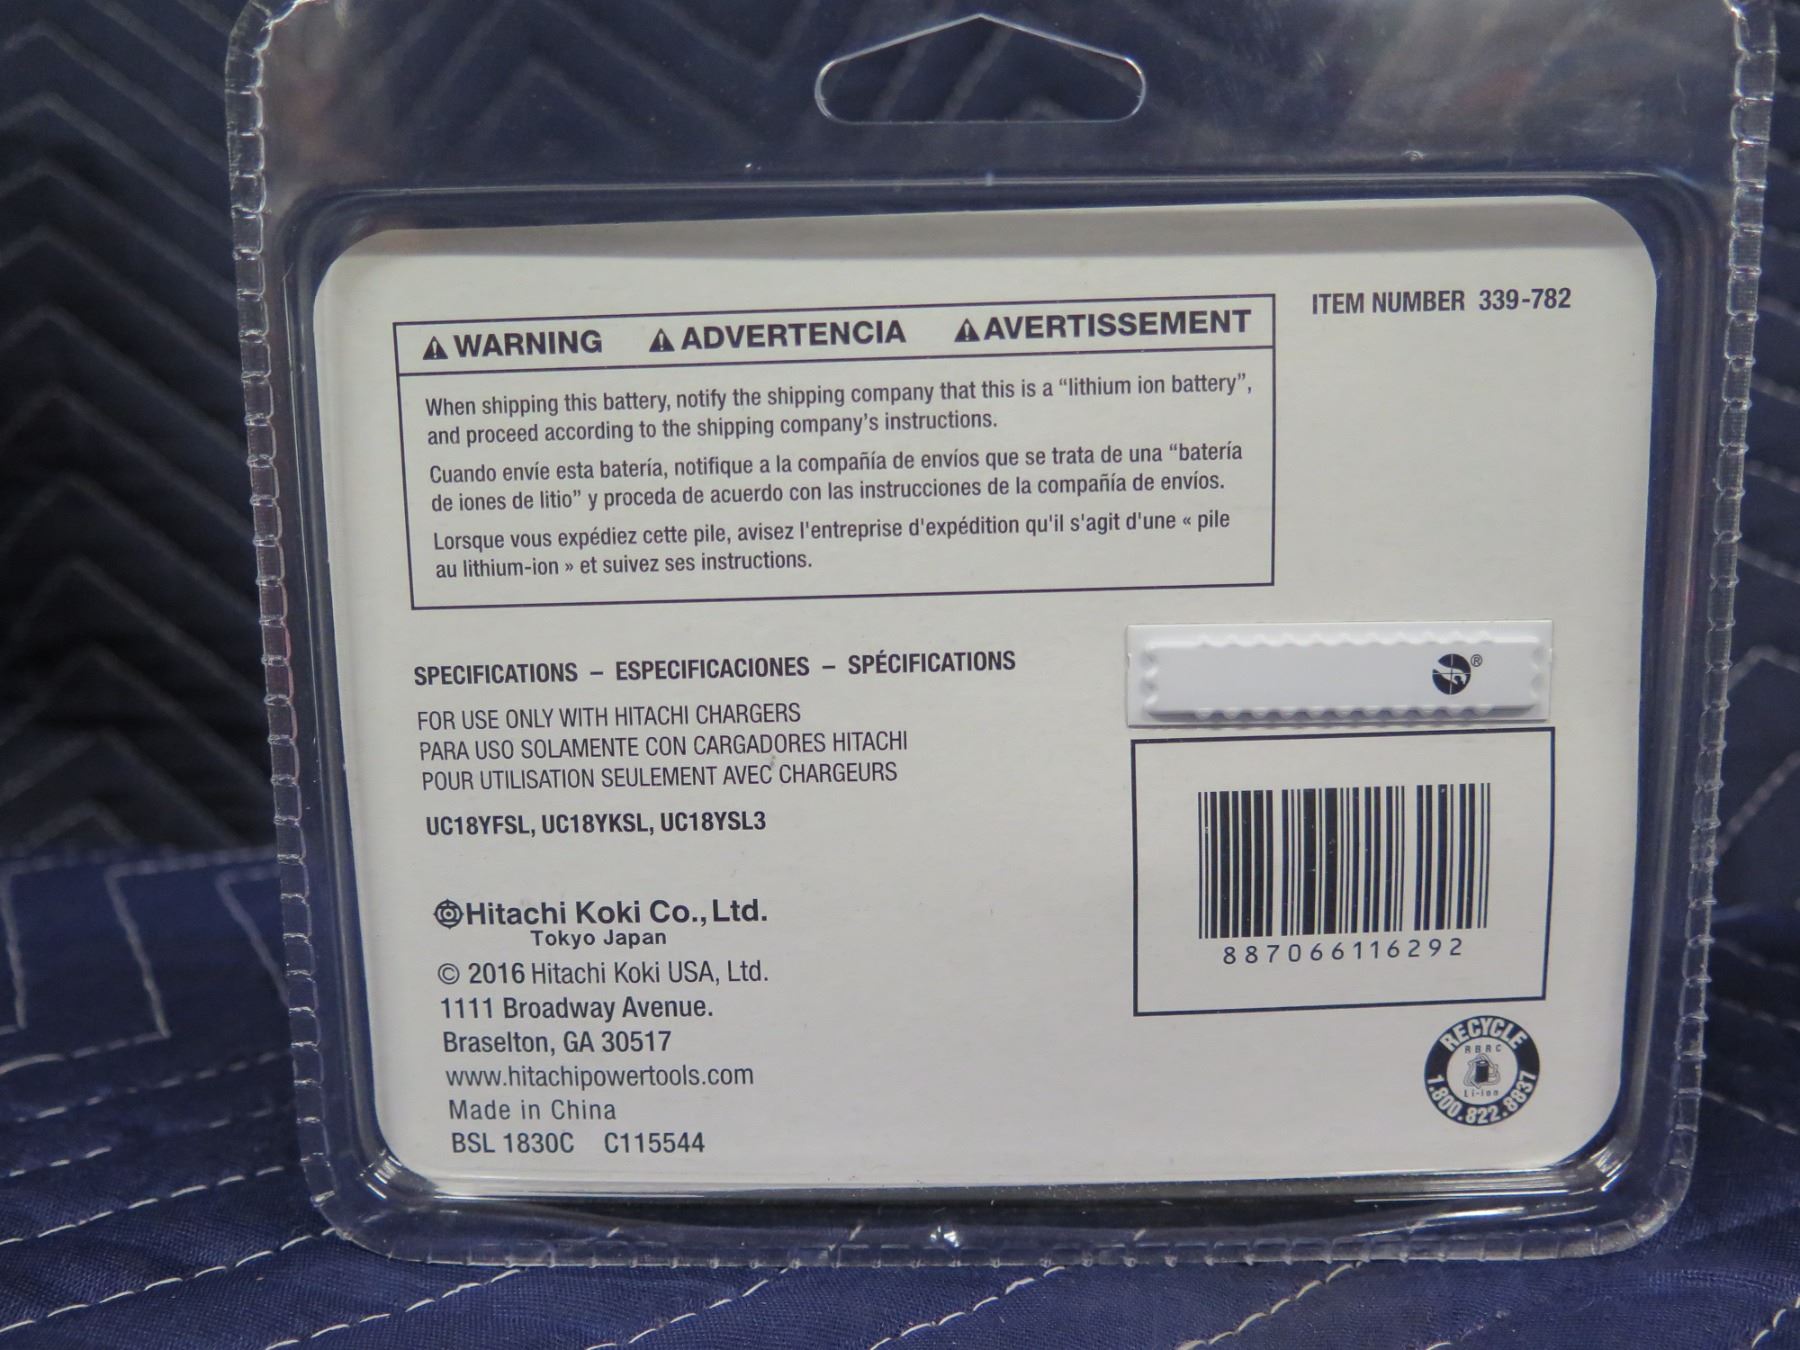 ITEM NUMBER 339-782
WARNING ADVERTENCIA AVERTISSEMENT
When shipping this battery, notify the shipping company that this is a “lithium ion battery”,
and proceed according to the shipping company’s instructions.
Cuando envíe esta batería, notifique a la compañía de envíos que se trata de una “batería
de iones de litio” y proceda de acuerdo con las instrucciones de la compañía de envíos.
Lorsque vous expédiez cette pile, avisez l'entreprise d'expédition qu'il s'agit d'une « pile
au lithium-ion » et suivez ses instructions.
SPECIFICATIONS – ESPECIFICACIONES – SPÉCIFICATIONS
FOR USE ONLY WITH HITACHI CHARGERS
PARA USO SOLAMENTE CON CARGADORES HITACHI
POUR UTILISATION SEULEMENT AVEC CHARGEURS
UC18YFSL, UC18YKSL, UC18YSL3
®
Hitachi Koki Co., Ltd.
Tokyo Japan
© 2016 Hitachi Koki USA, Ltd.
1111 Broadway Avenue.
Braselton, GA 30517
www.hitachipowertools.com
Made in China
BSL 1830C C115544
887066116292
RECYCLE
RBRC
Li-Ion
1.800.822.8837